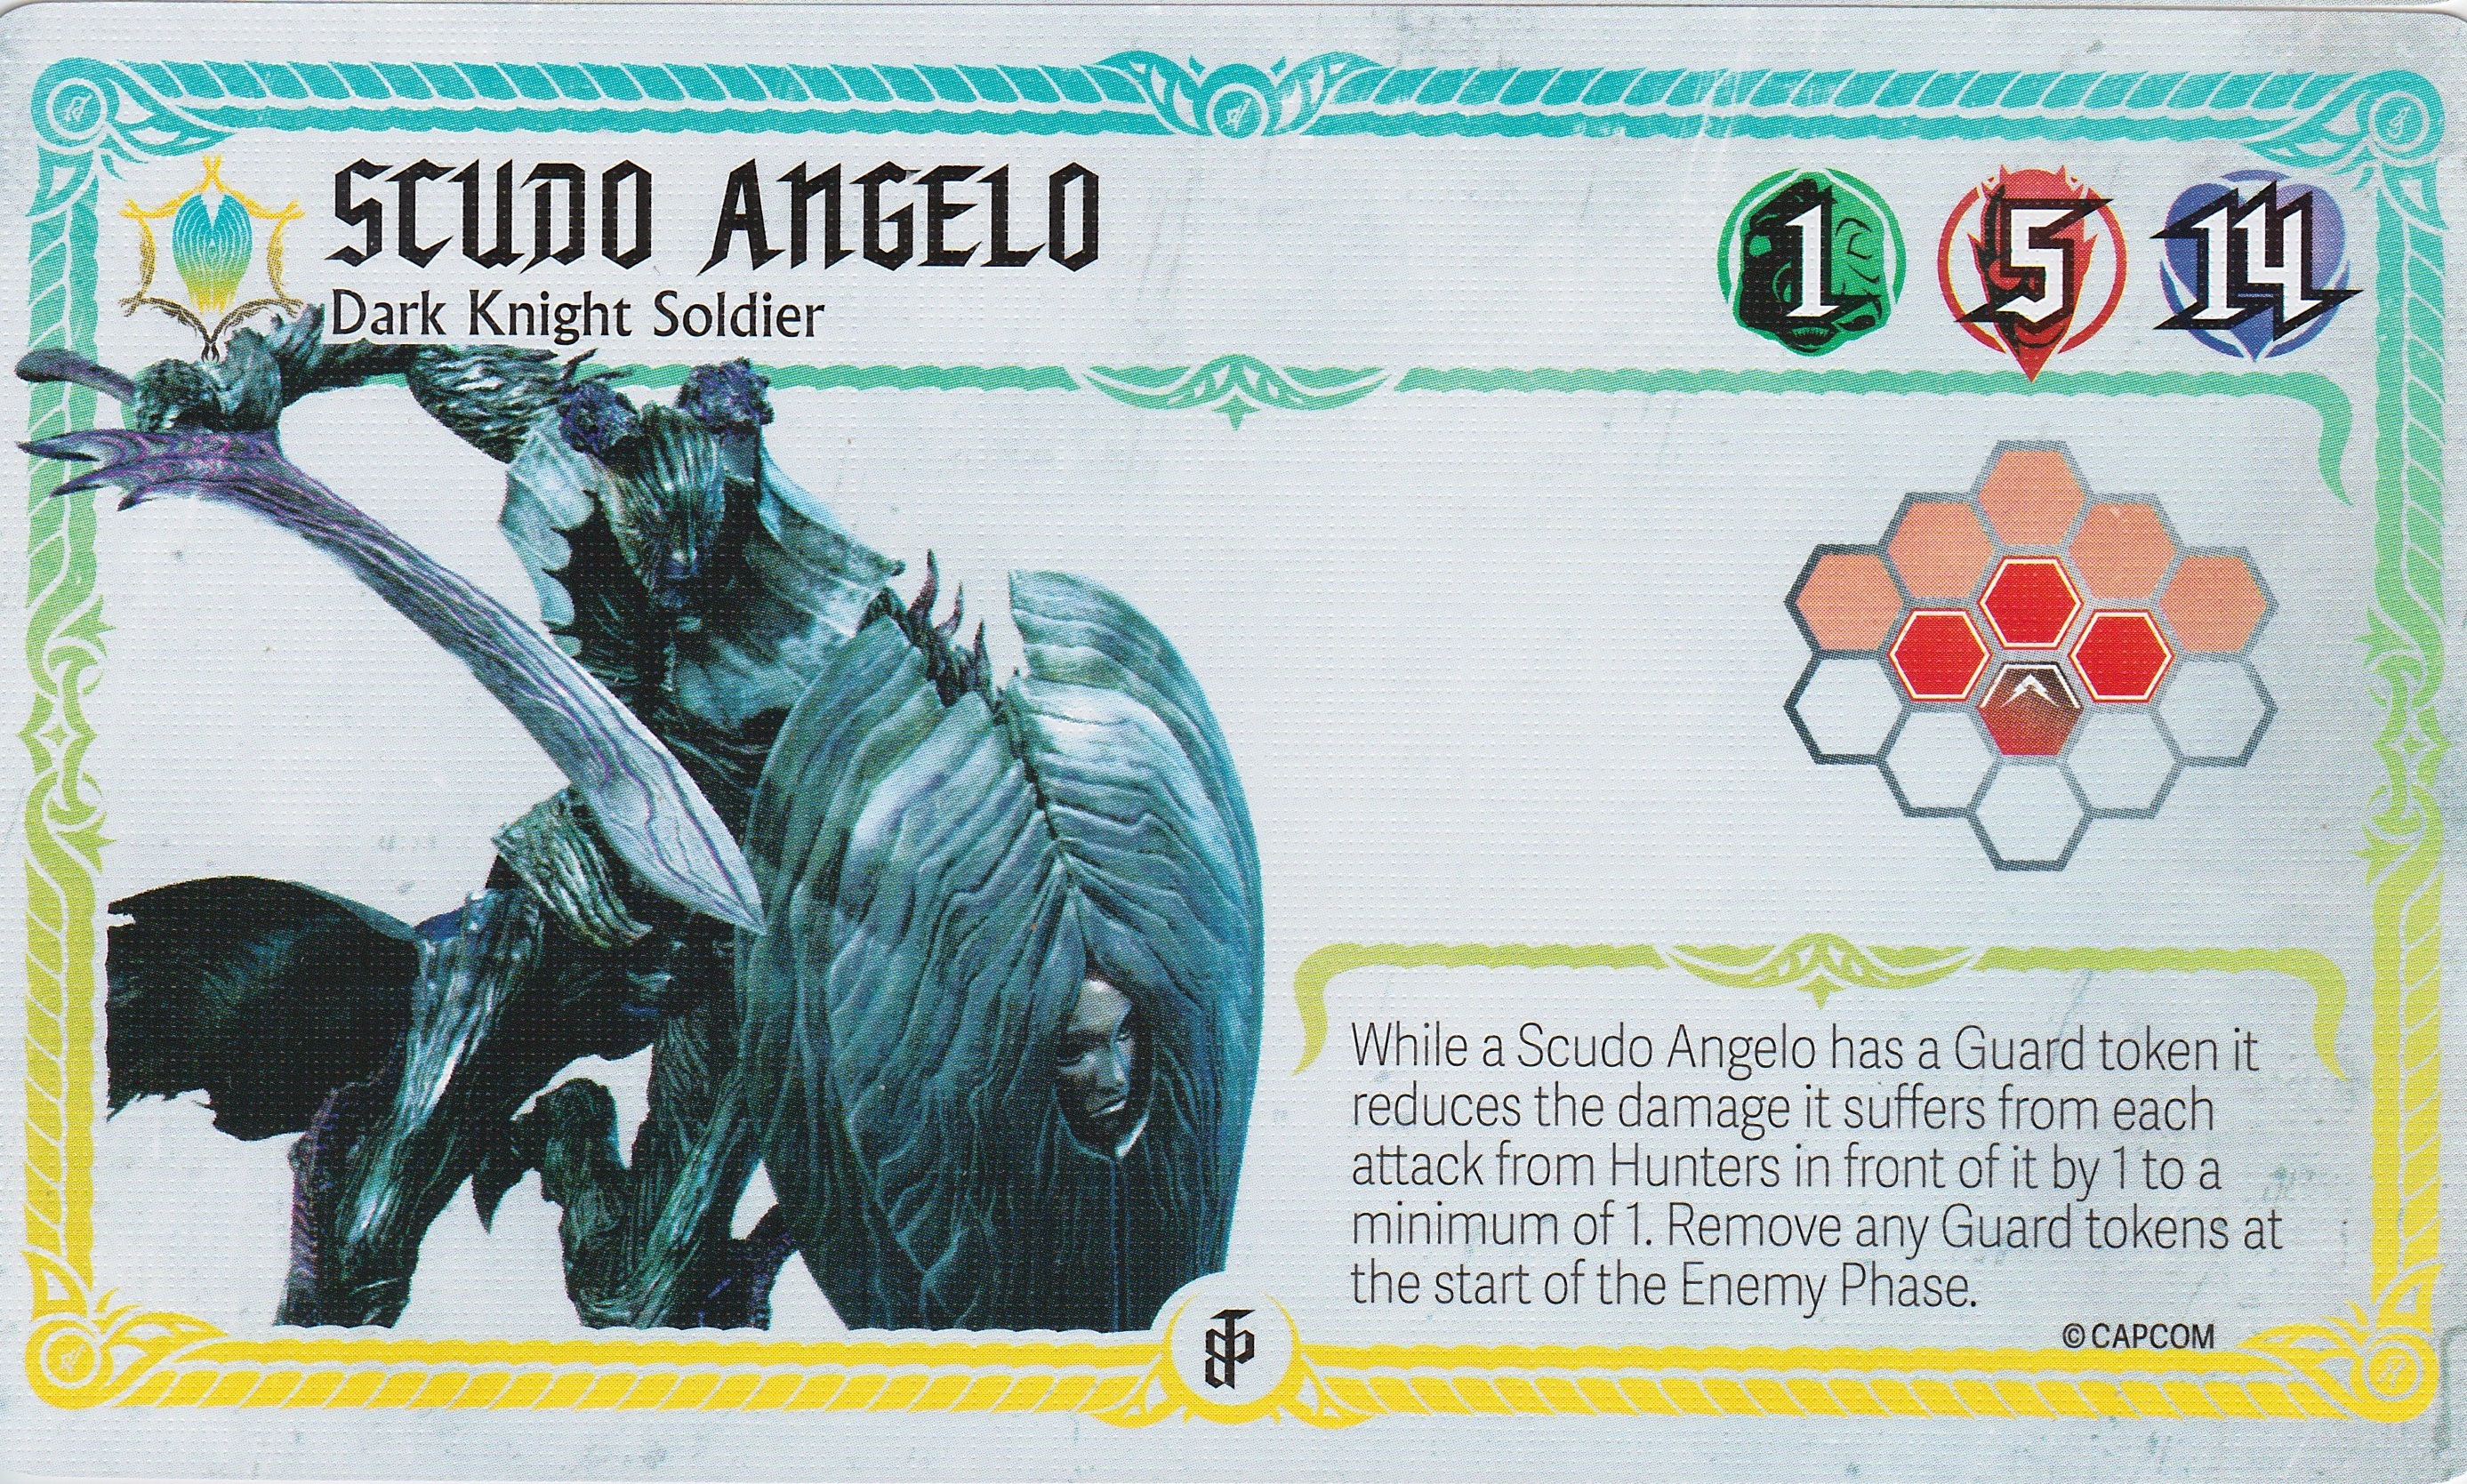 SCUDO ANGELO
Dark Knight Soldier
1 5 14
While a Scudo Angelo has a Guard token it
reduces the damage it suffers from each
attack from Hunters in front of it by 1 to a
minimum of 1. Remove any Guard tokens at
the start of the Enemy Phase.
© CAPCOM